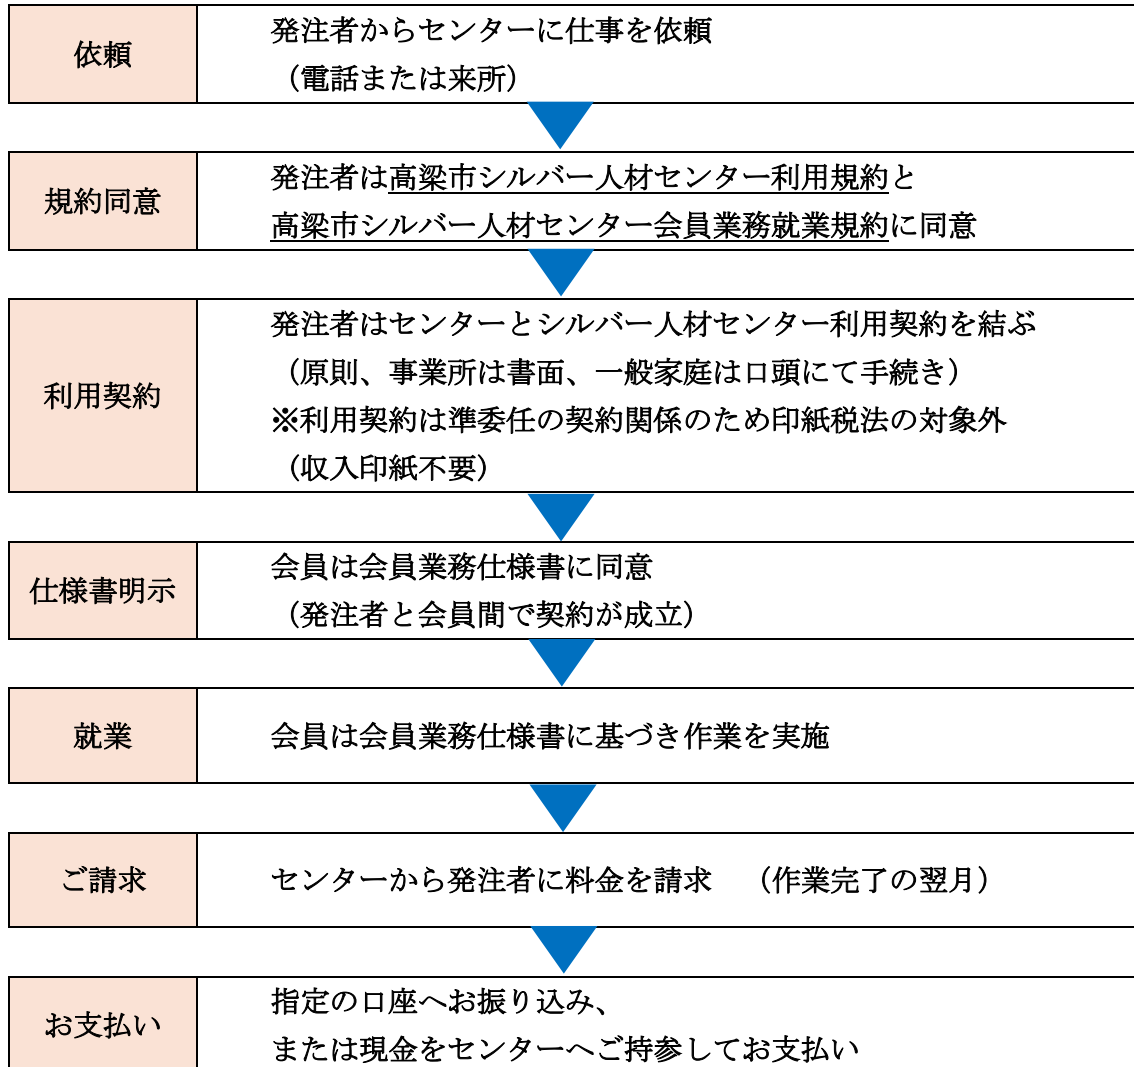 依頼
発注者からセンターに仕事を依頼
（電話または来所）
規約同意
発注者は高梁市シルバー人材センター利用規約と
高梁市シルバー人材センター会員業務就業規約に同意
利用契約
発注者はセンターとシルバー人材センター利用契約を結ぶ
（原則、事業所は書面、一般家庭は口頭にて手続き）
※利用契約は準委任の契約関係のため印紙税法の対象外
（収入印紙不要）
仕様書明示
会員は会員業務仕様書に同意
（発注者と会員間で契約が成立）
就業
会員は会員業務仕様書に基づき作業を実施
ご請求
センターから発注者に料金を請求　（作業完了の翌月）
お支払い
指定の口座へお振り込み、
または現金をセンターへご持参してお支払い